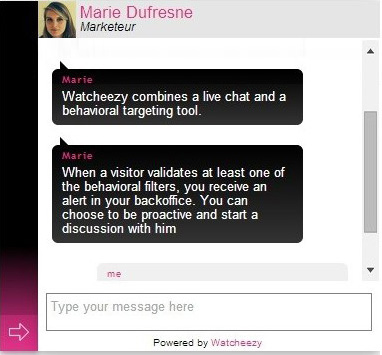 Marie Dufresne
Marketeur
Marie
Watcheezy combines a live chat and a
behavioral targeting tool.
Marie
When a visitor validates at least one of
the behavioral filters, you receive an
alert in your backoffice. You can
choose to be proactive and start a
discussion with him
me
Type your message here
Powered by Watcheezy